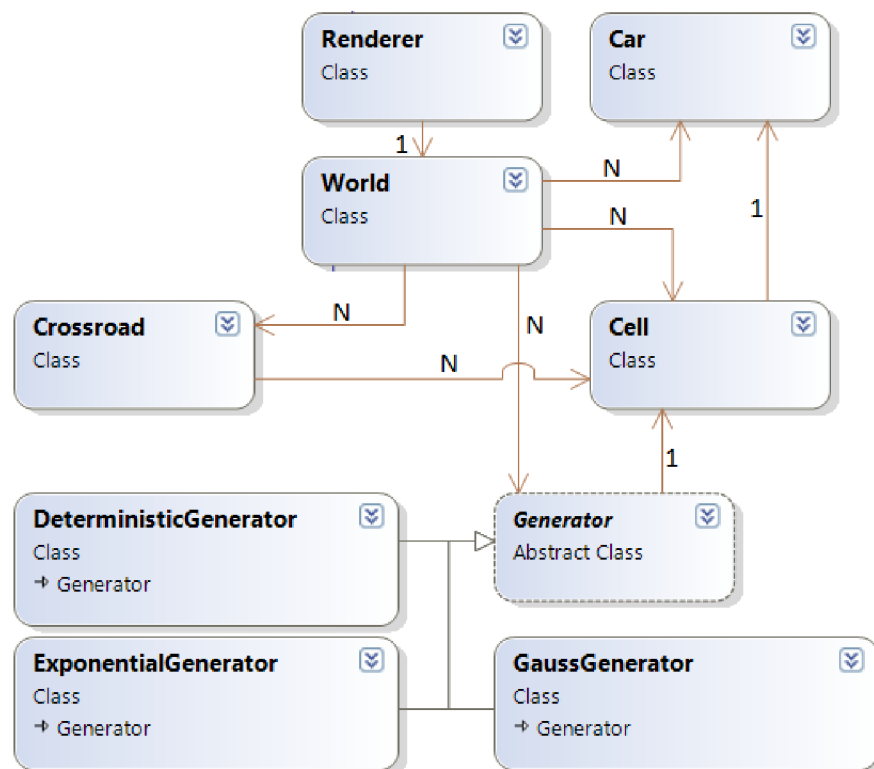 Renderer
Class
Car
Class
1
World
Class
N
N
1
Crossroad
Class
N
N
Cell
Class
N
1
DeterministicGenerator
Class
Generator
Generator
Abstract Class
ExponentialGenerator
Class
Generator
GaussGenerator
Class
Generator